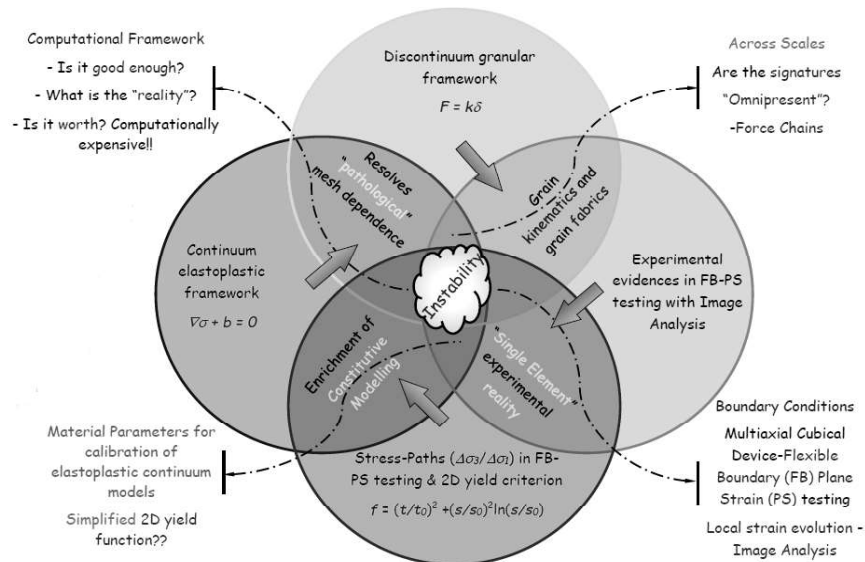 Computational Framework
- Is it good enough?
- What is the "reality"?
- Is it worth? Computationally
expensive!!
Discontinuum granular
framework
F = kδ
Across Scales
Are the signatures
"Omnipresent"?
-Force Chains
Resolves
"pathological"
mesh dependence
Grain
kinematics and
grain fabrics
Continuum
elastoplastic
framework
∇σ + b = 0
Instability
Experimental
evidences in FB-PS
testing with Image
Analysis
Enrichment of
Constitutive
Modelling
"Single Element"
experimental
reality
Material Parameters for
calibration of
elastoplastic continuum
models
Simplified 2D yield
function??
Stress-Paths (Δσ3/Δσ1) in FB-
PS testing & 2D yield criterion
f = (t/t0)² +(s/s0)²ln(s/s0)
Boundary Conditions
Multiaxial Cubical
Device-Flexible
Boundary (FB) Plane
Strain (PS) testing
Local strain evolution -
Image Analysis